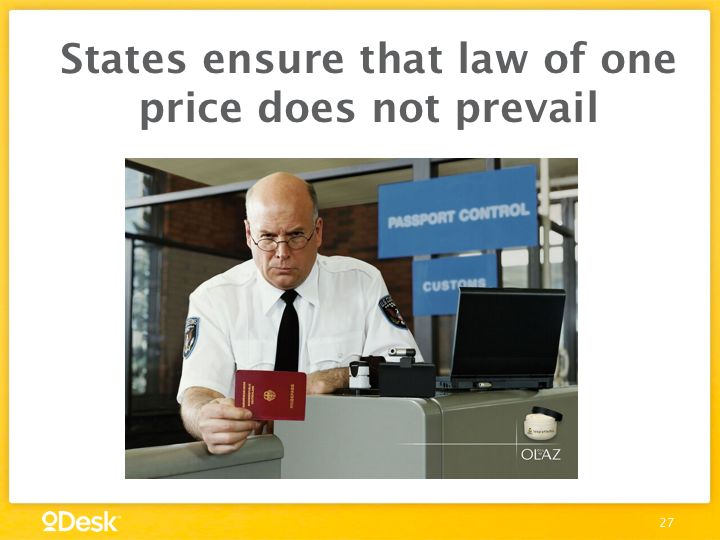 States ensure that law of one
price does not prevail
PASSPORT CONTROL
CUSTOMS
OLAZ
oDesk
27